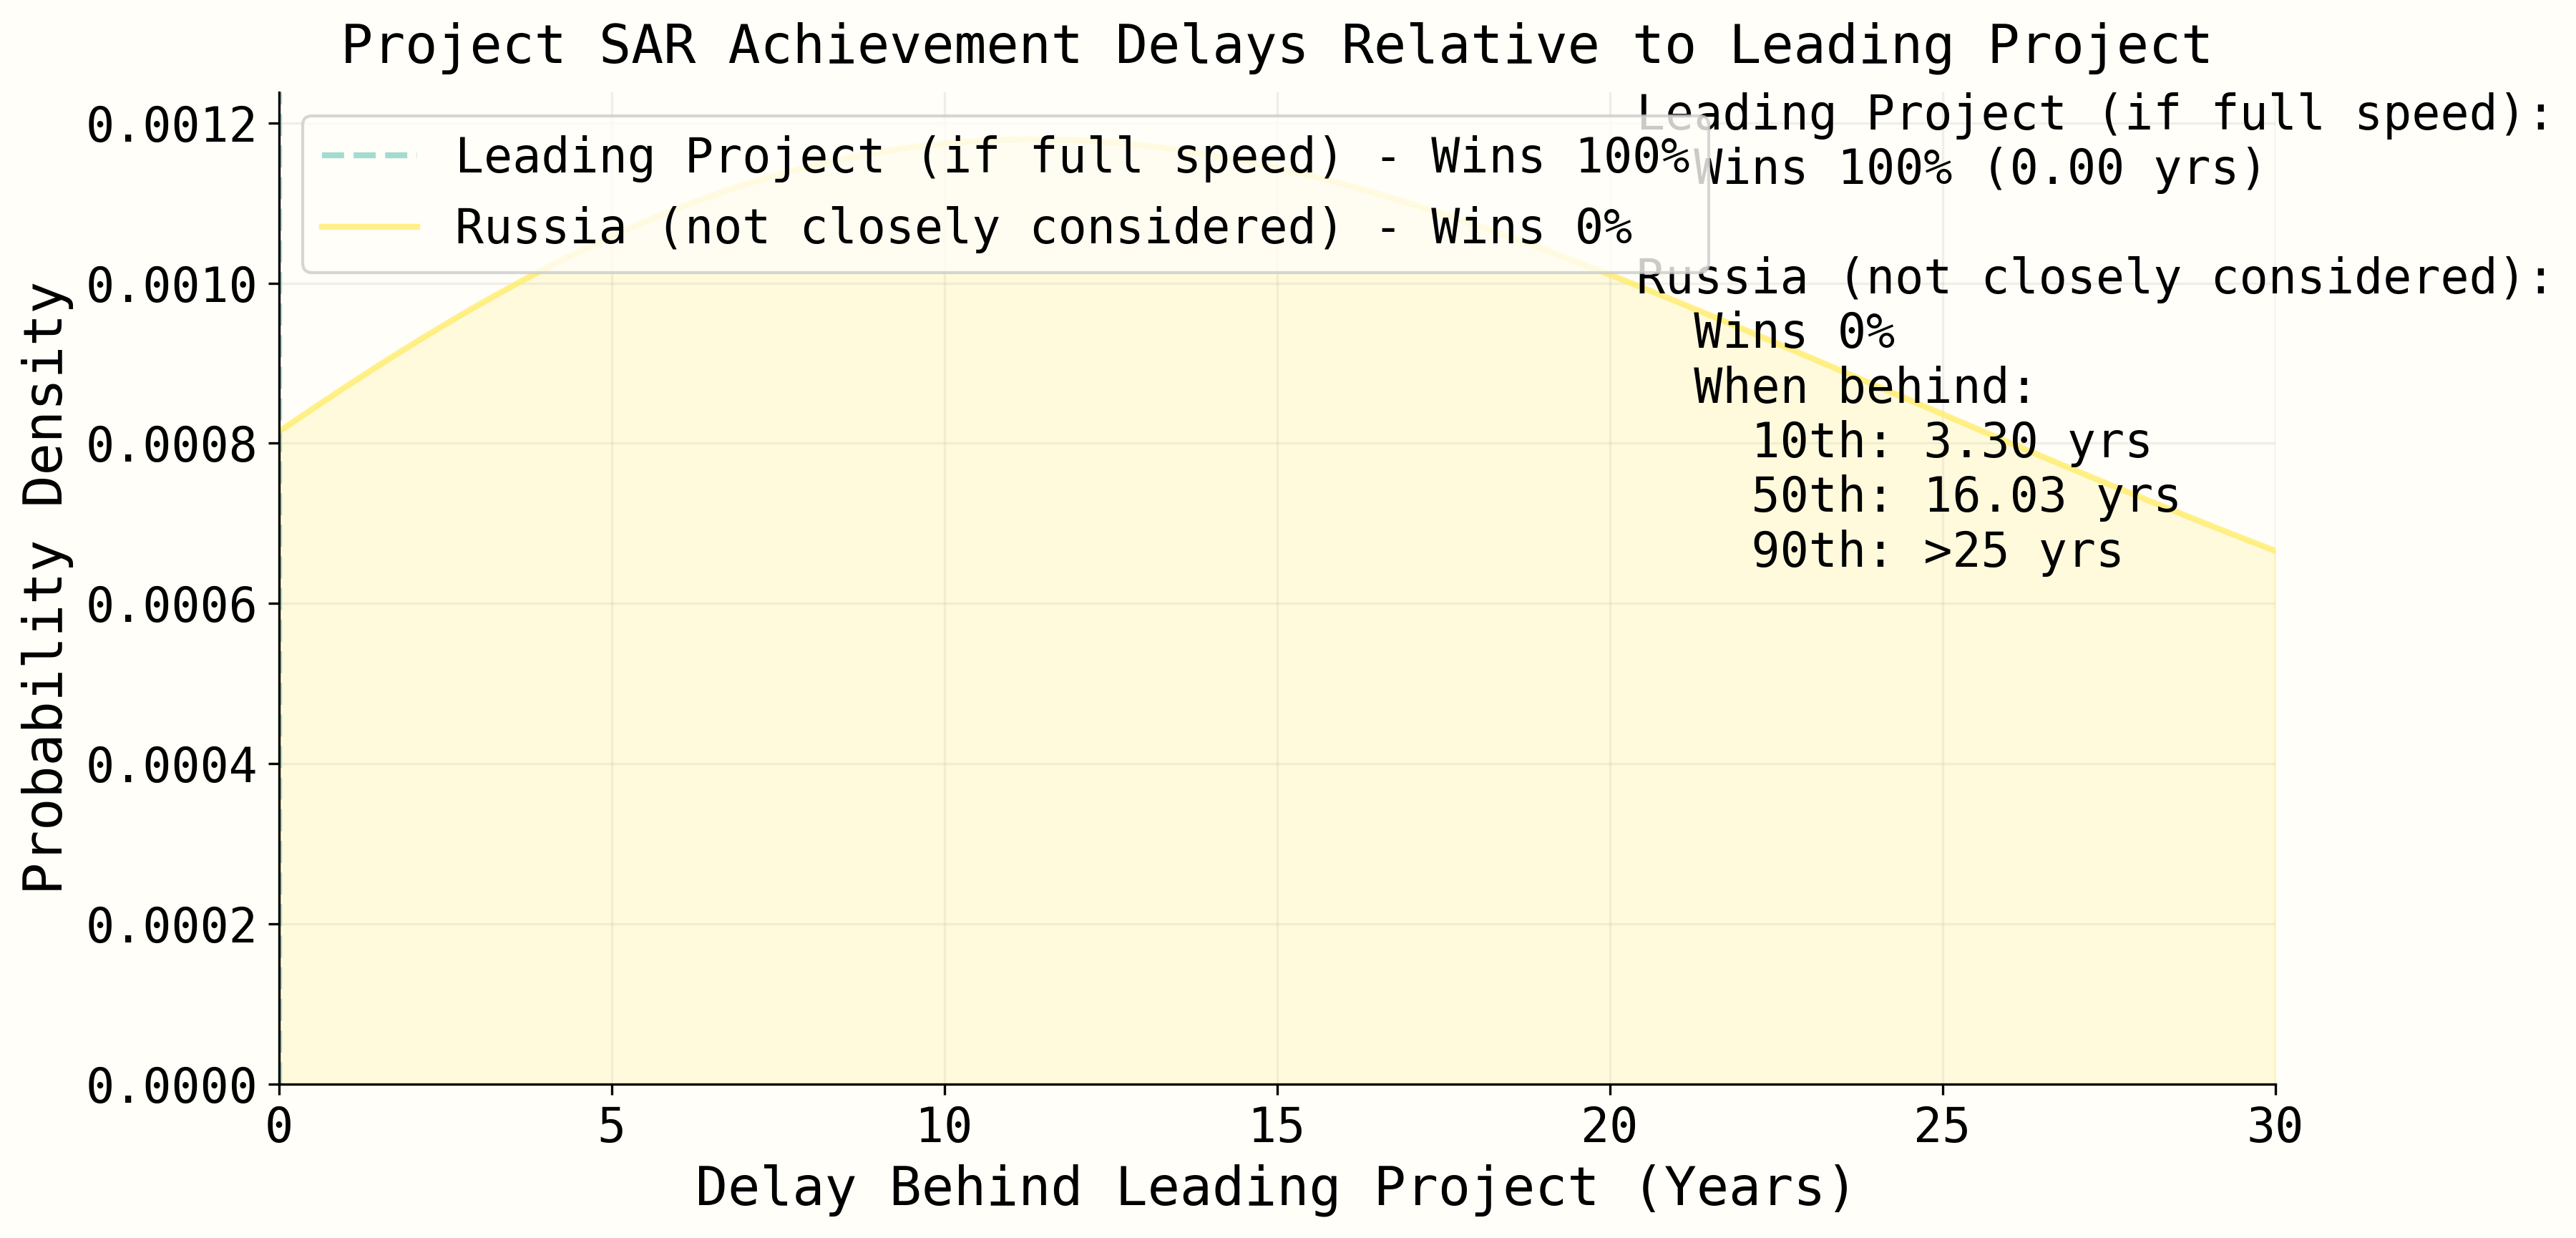 Project SAR Achievement Delays Relative to Leading Project
Leading Project (if full speed) - Wins 100%
Russia (not closely considered) - Wins 0%
Leading Project (if full speed):
Wins 100% (0.00 yrs)
Russia (not closely considered):
Wins 0%
When behind:
10th: 3.30 yrs
50th: 16.03 yrs
90th: >25 yrs
Probability Density
0.0012
0.0010
0.0008
0.0006
0.0004
0.0002
0.0000
0 5 10 15 20 25 30
Delay Behind Leading Project (Years)